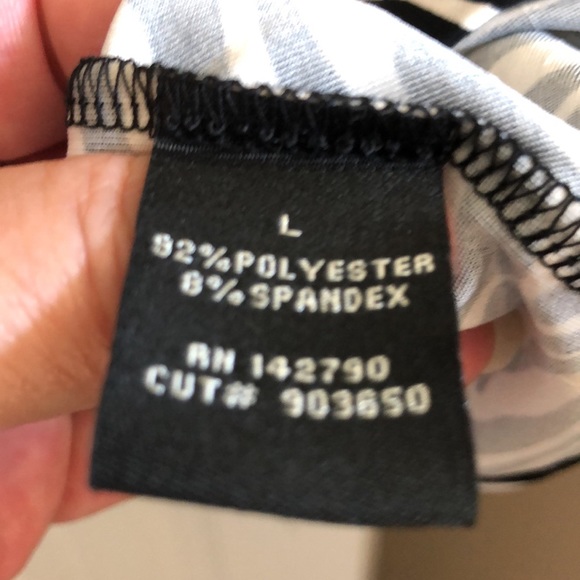 L
92%POLYESTER
8%SPANDEX
RN 142790
CUT# 903650